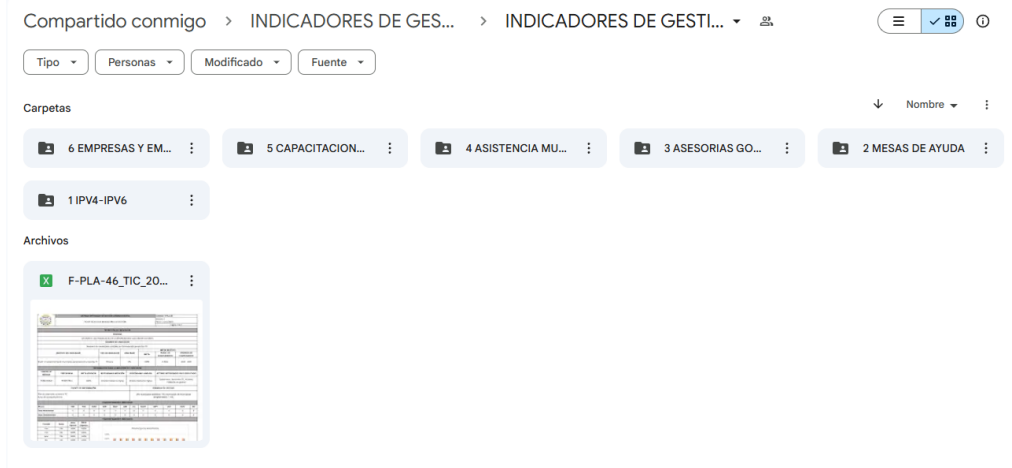 Compartido conmigo > INDICADORES DE GES... > INDICADORES DE GESTI...
Tipo Personas Modificado Fuente
Carpetas Nombre
6 EMPRESAS Y EM... 5 CAPACITACION... 4 ASISTENCIA MU... 3 ASESORIAS GO... 2 MESAS DE AYUDA
1 IPV4-IPV6
Archivos
X F-PLA-46_TIC_20...